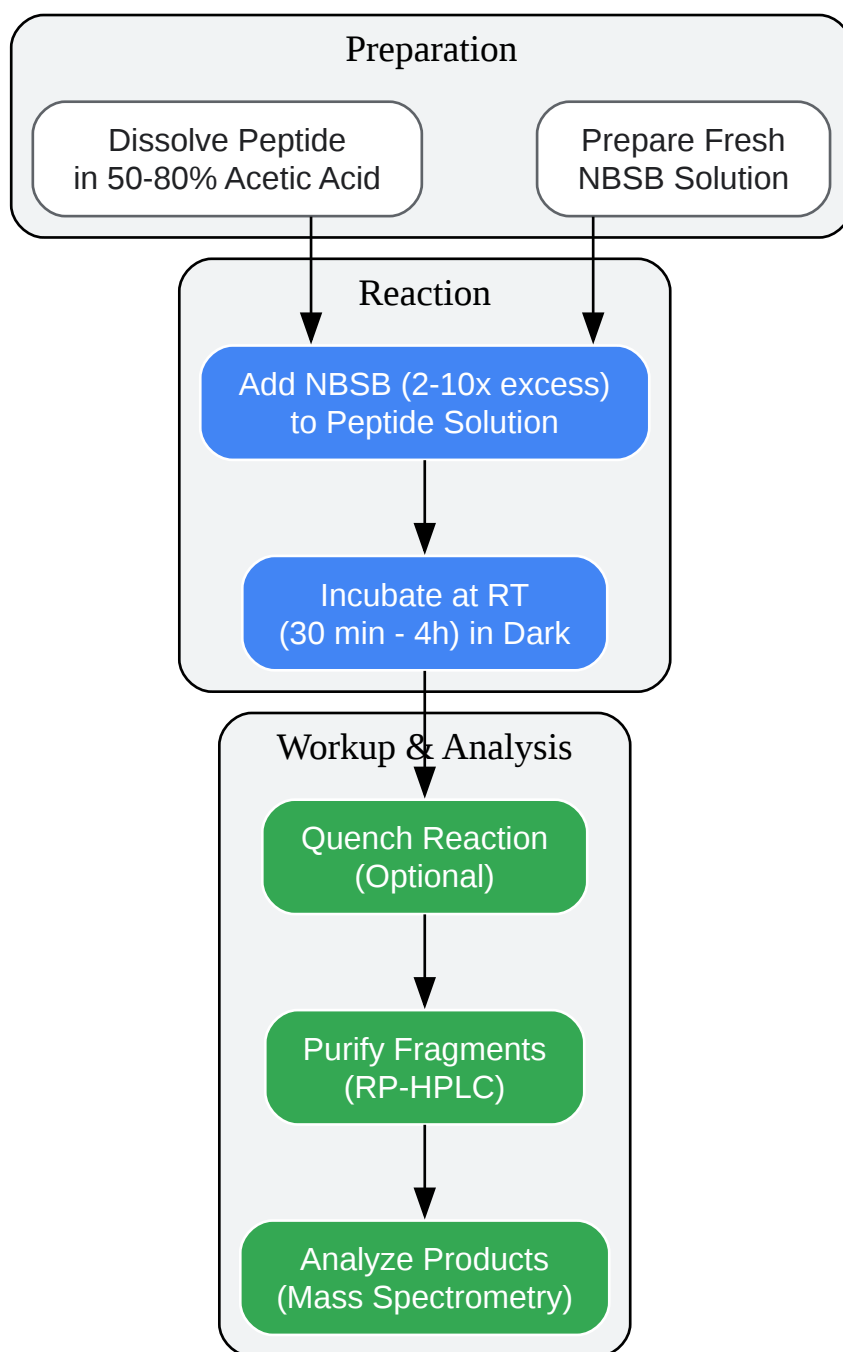 Preparation
Dissolve Peptide
in 50-80% Acetic Acid
Prepare Fresh
NBSB Solution
Reaction
Add NBSB (2-10x excess)
to Peptide Solution
Incubate at RT
(30 min - 4h) in Dark
Workup & Analysis
Quench Reaction
(Optional)
Purify Fragments
(RP-HPLC)
Analyze Products
(Mass Spectrometry)